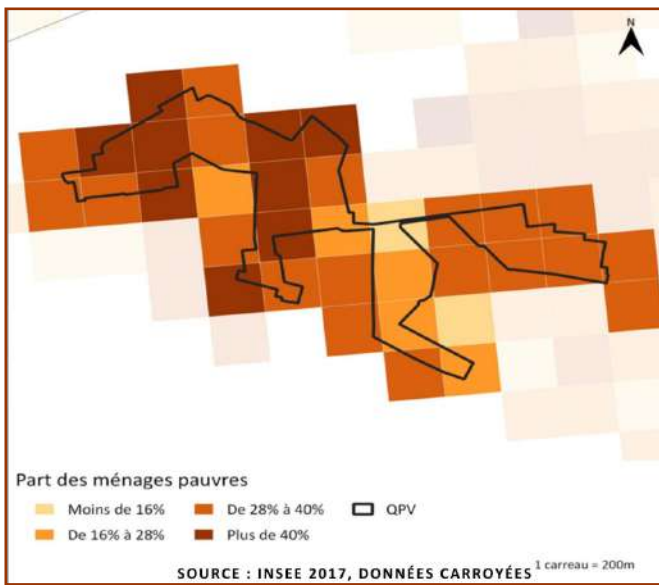 N
Part des ménages pauvres
Moins de 16% De 28% à 40% QPV
De 16% à 28% Plus de 40%
1 carreau = 200m
SOURCE : INSEE 2017, DONNÉES CARROYÉES